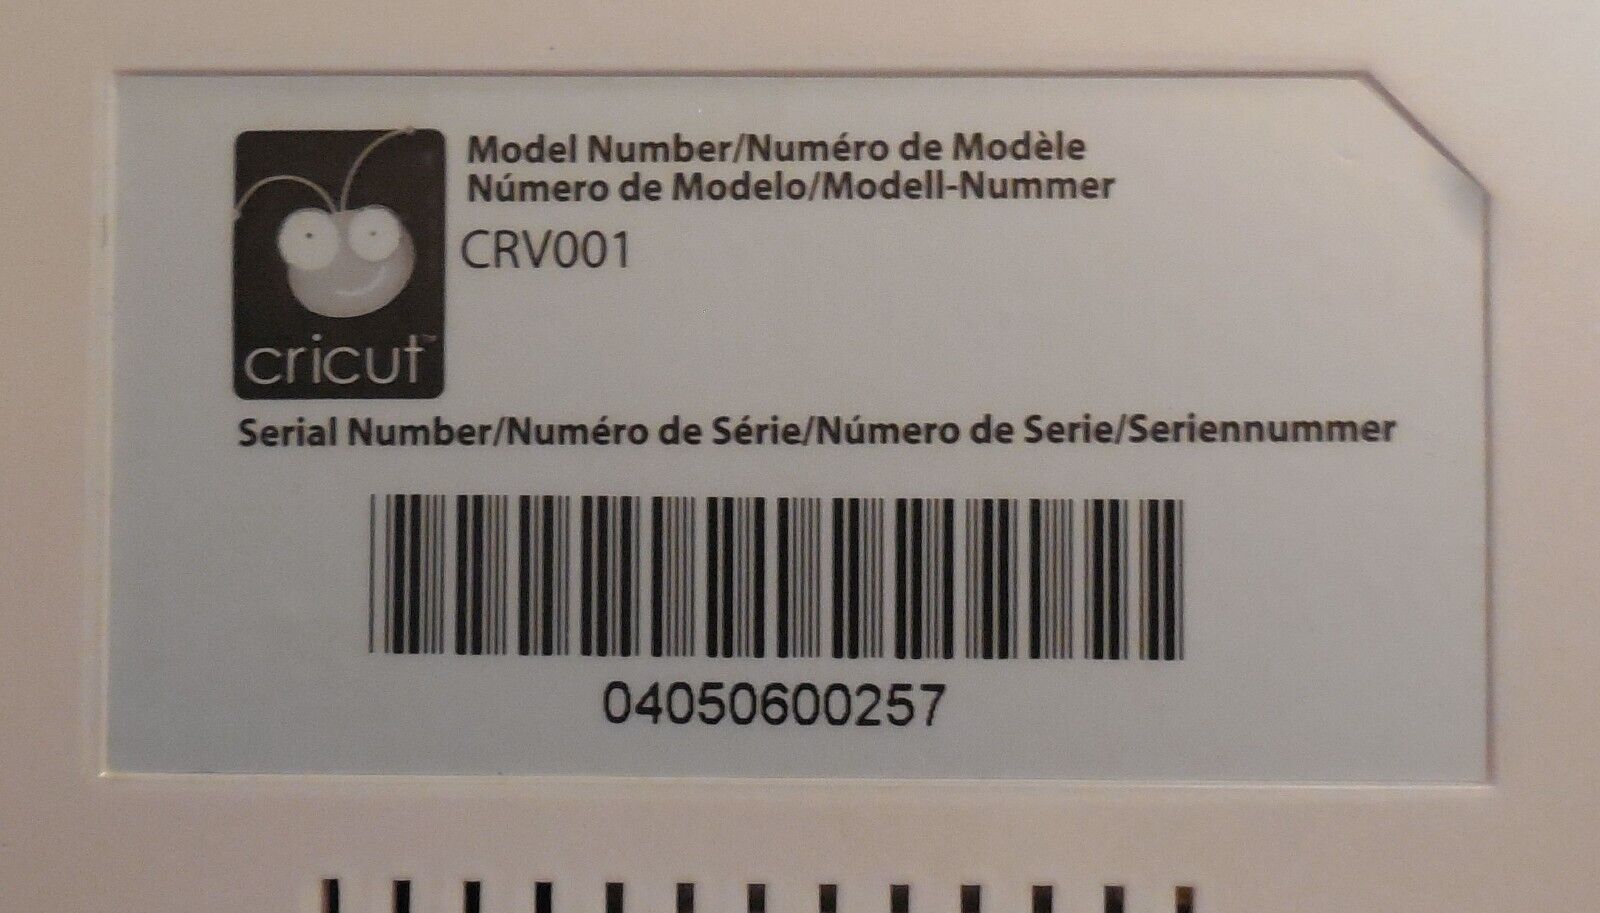 Model Number/Numéro de Modèle
Número de Modelo/Modell-Nummer
CRV001
cricut™
Serial Number/Numéro de Série/Número de Serie/Seriennummer
04050600257